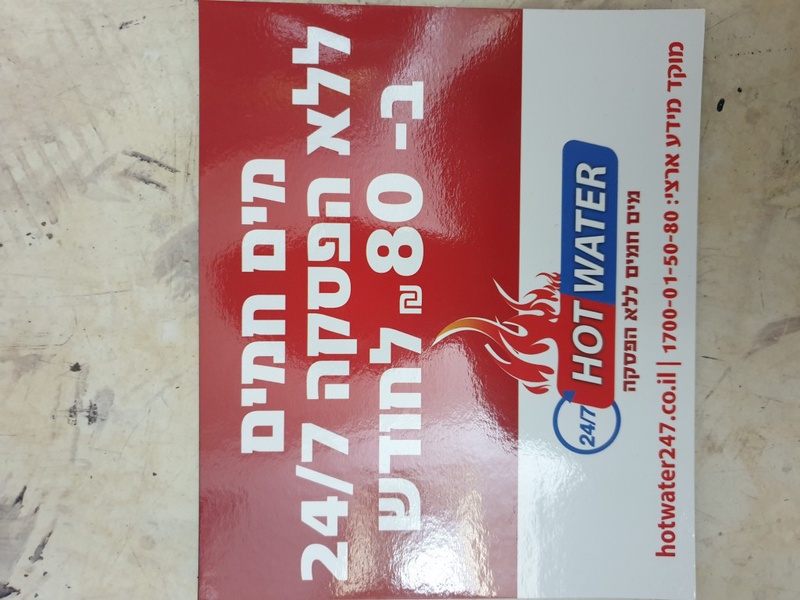 מים חמים
ללא הפסקה 24/7
ב- 80 ₪ לחודש
24/7 HOT WATER
מים חמים ללא הפסקה
מוקד מידע ארצי: 1700-01-50-80 | hotwater247.co.il